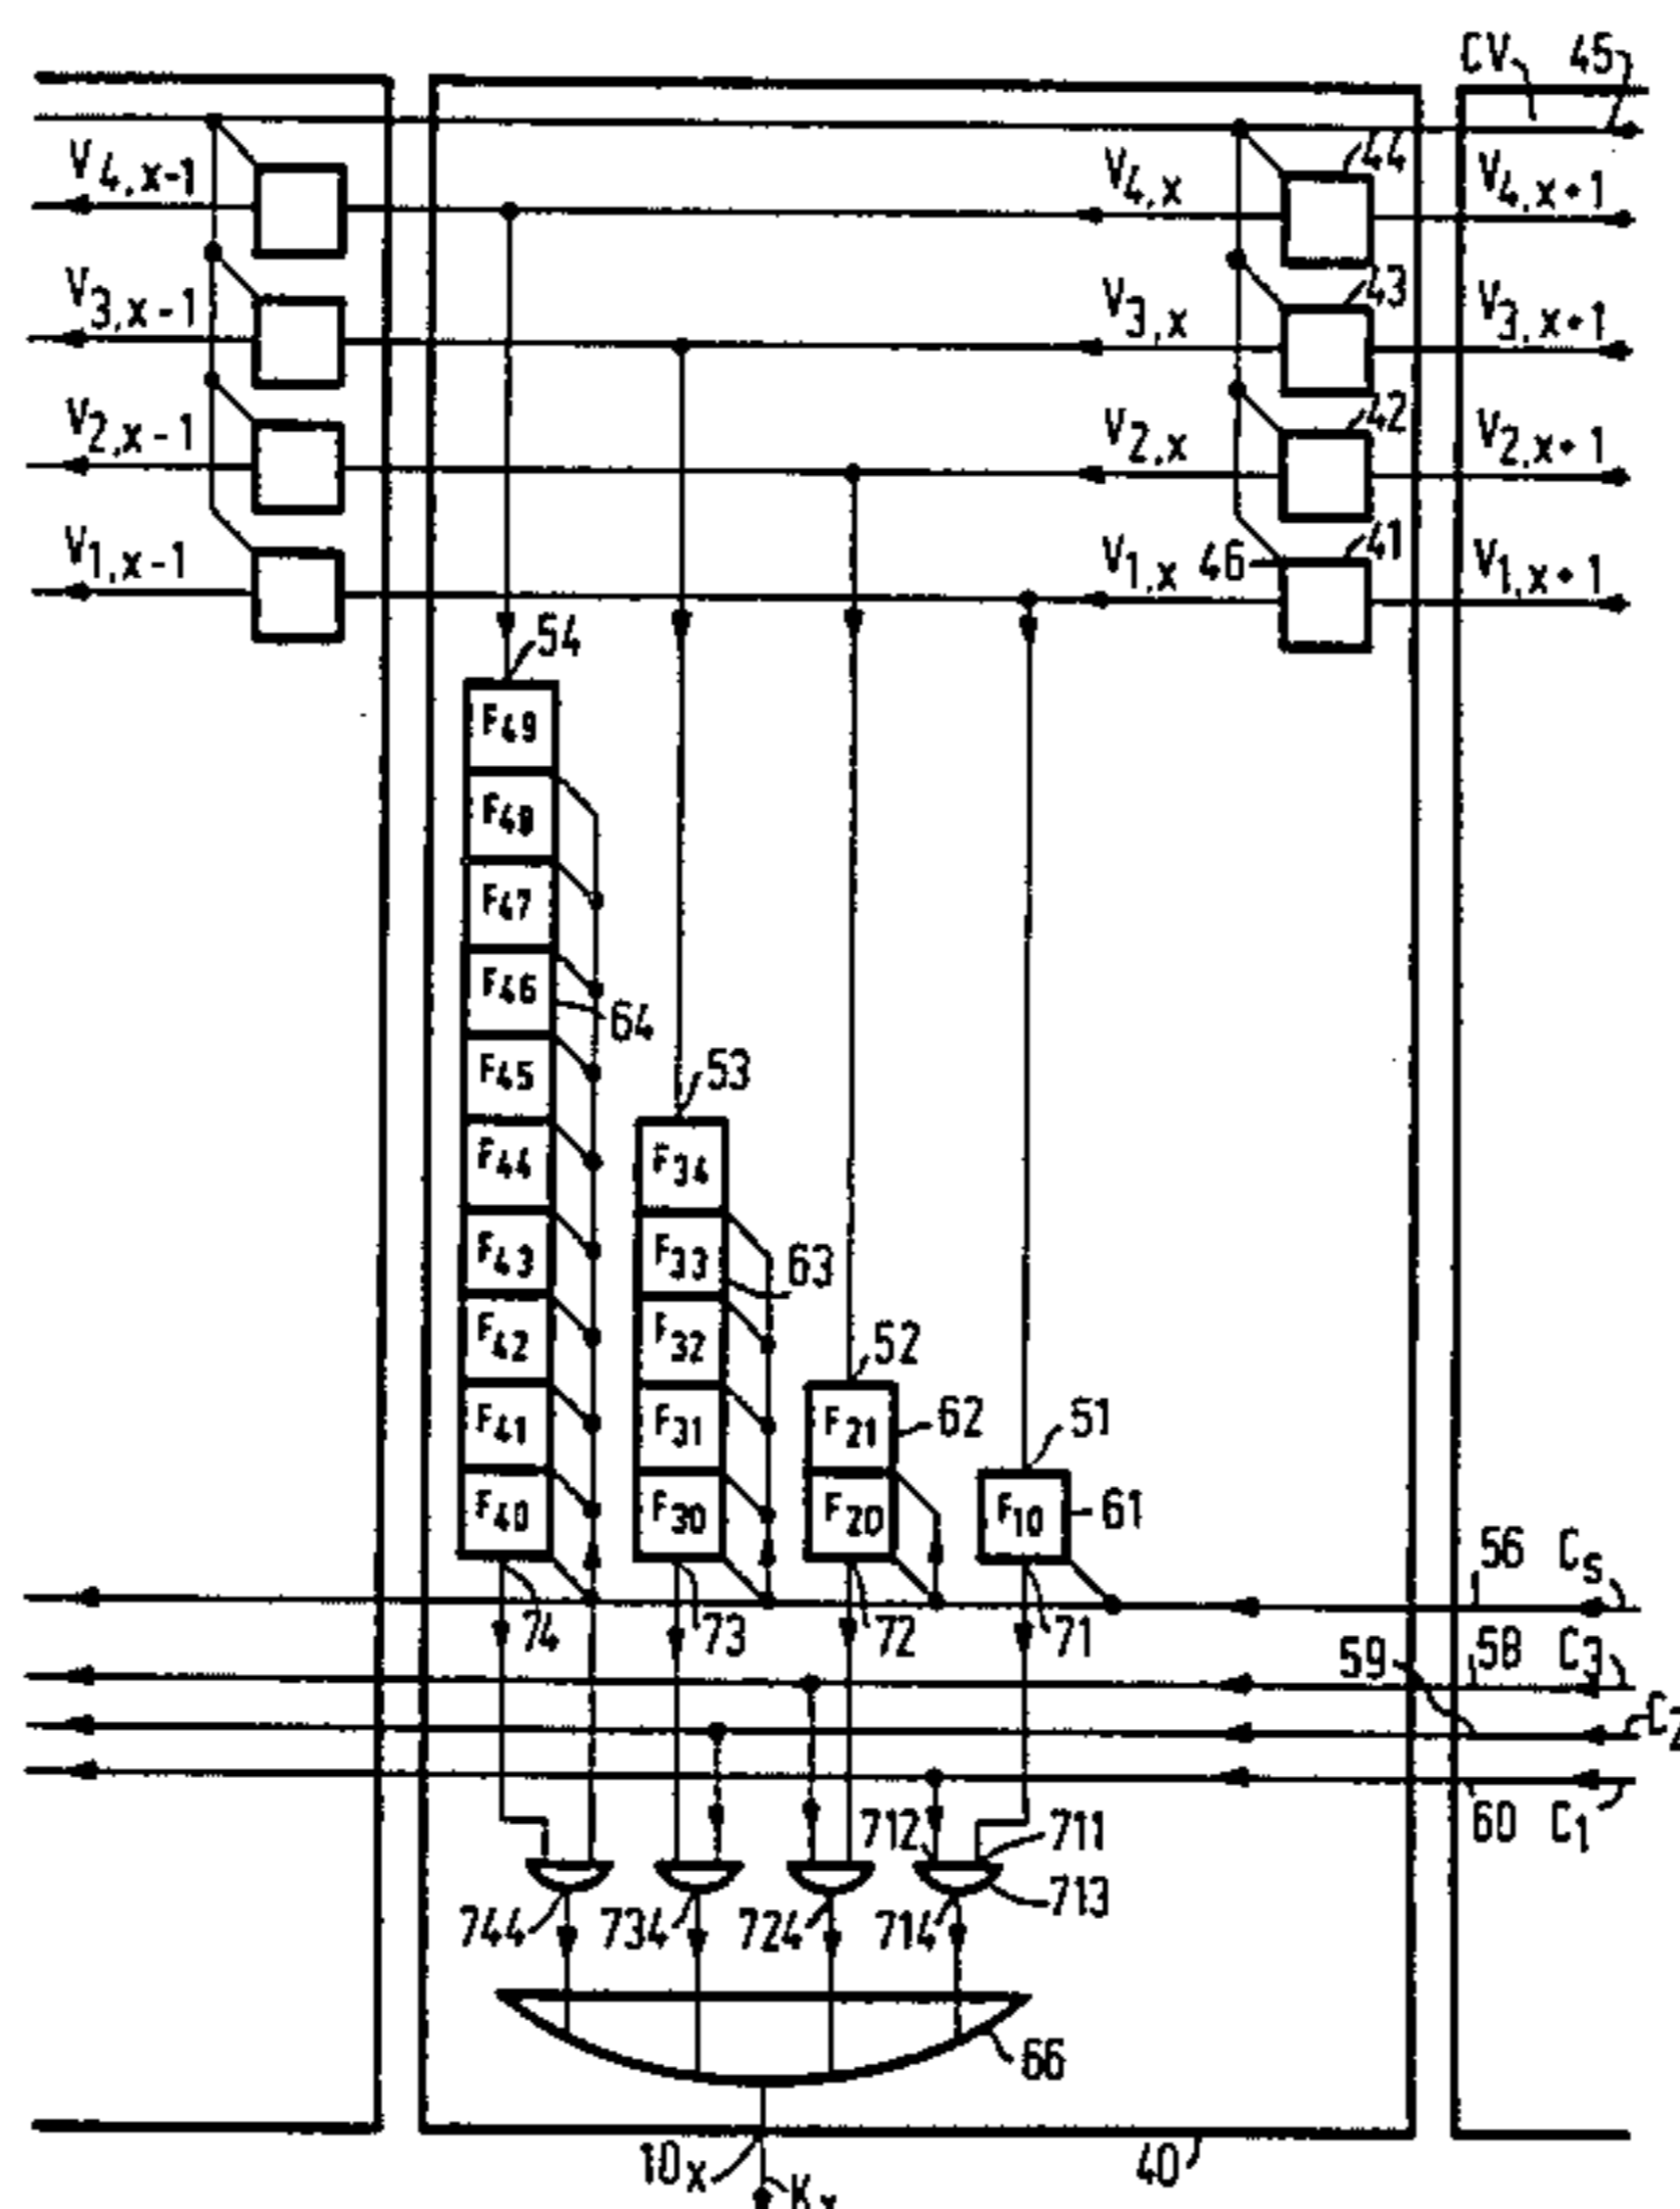 CV 45
V4,x-1 V4,x 44 V4,x+1
V3,x-1 V3,x 43 V3,x+1
V2,x-1 V2,x 42 V2,x+1
V1,x-1 V1,x 46 41 V1,x+1
54
F49
F48
F47
F46
64
F45
53
F44 F34
F43 F33 63
F42 F32 52
F41 F31 F21 62 51
F40 F30 F20 F10 61
56 Cs
74 73 72 71
59 58 C3
C2
712 711 60 C1
713
744 734 724 714
66
10x 40
Kx